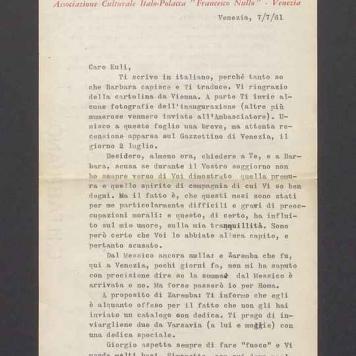 Associazione Culturale Italo-Polacca "Francesco Nullo" - Venezia
Venezia, 7/7/61
Caro Euli,
Ti scrivo in italiano, perché tanto so
che Barbara capisce e Ti traduce. Vi ringrazio
della cartolina da Vienna. A parte Ti invio al-
cune fotografie dell'inaugurazione (altre più
numerose vennero inviate all'Ambasciatore). U-
nisco a questo foglio una breve, ma attenta re-
censione apparsa sul Gazzettino di Venezia, il
giorno 2 luglio.
Desidero, almeno ora, chiedere a Te, e a Bar-
bara, scusa se durante il Vostro soggiorno non
ho sempre verso di Voi dimostrato quella premu-
ra e quello spirito di compagnia di cui Vi so ben
degni. Ma il fatto è, che questi mesi sono stati
per me particolarmente difficili e gravi di preoc-
cupazioni morali: e questo, di certo, ha influi-
to sul mio umore, sulla mia tranquillità. Sono
però certo che Voi lo abbiate allora capito, e
pertanto scusato.
Dal Messico ancora nulla: e Zaremba che fu,
qui a Venezia, pochi giorni fa, non mi ha saputo
con precisione dire se la somma dal Messico è
arrivata o no. Ma forse passerà io per Roma.
A proposito di Zaremba: Ti informo che egli
è alquanto offeso per il fatto che non gli hai
inviato un catalogo con dedica. Ti prego di in-
viargliene due da Varsavia (a lui e moglie) con
una dedica speciale.
Giorgio aspetta sempre di fare "fuoco" e Vi